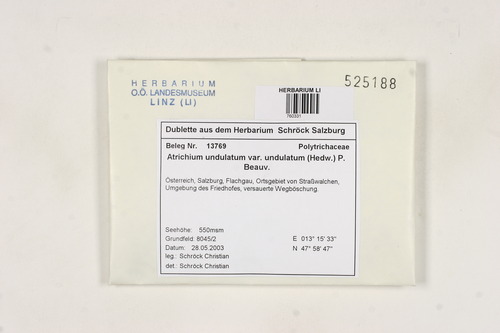 HERBARIUM
O.Ö. LANDESMUSEUM
LINZ (LI)
HERBARIUM LI
760331
525188
Dublette aus dem Herbarium Schröck Salzburg
Beleg Nr. 13769 Polytrichaceae
Atrichium undulatum var. undulatum (Hedw.) P.
Beauv.
Österreich, Salzburg, Flachgau, Ortsgebiet von Straßwalchen,
Umgebung des Friedhofes, versauerte Wegböschung.
Seehöhe: 550msm
Grundfeld: 8045/2 E 013° 15' 33"
Datum: 28.05.2003 N 47° 58' 47"
leg.: Schröck Christian
det.: Schröck Christian